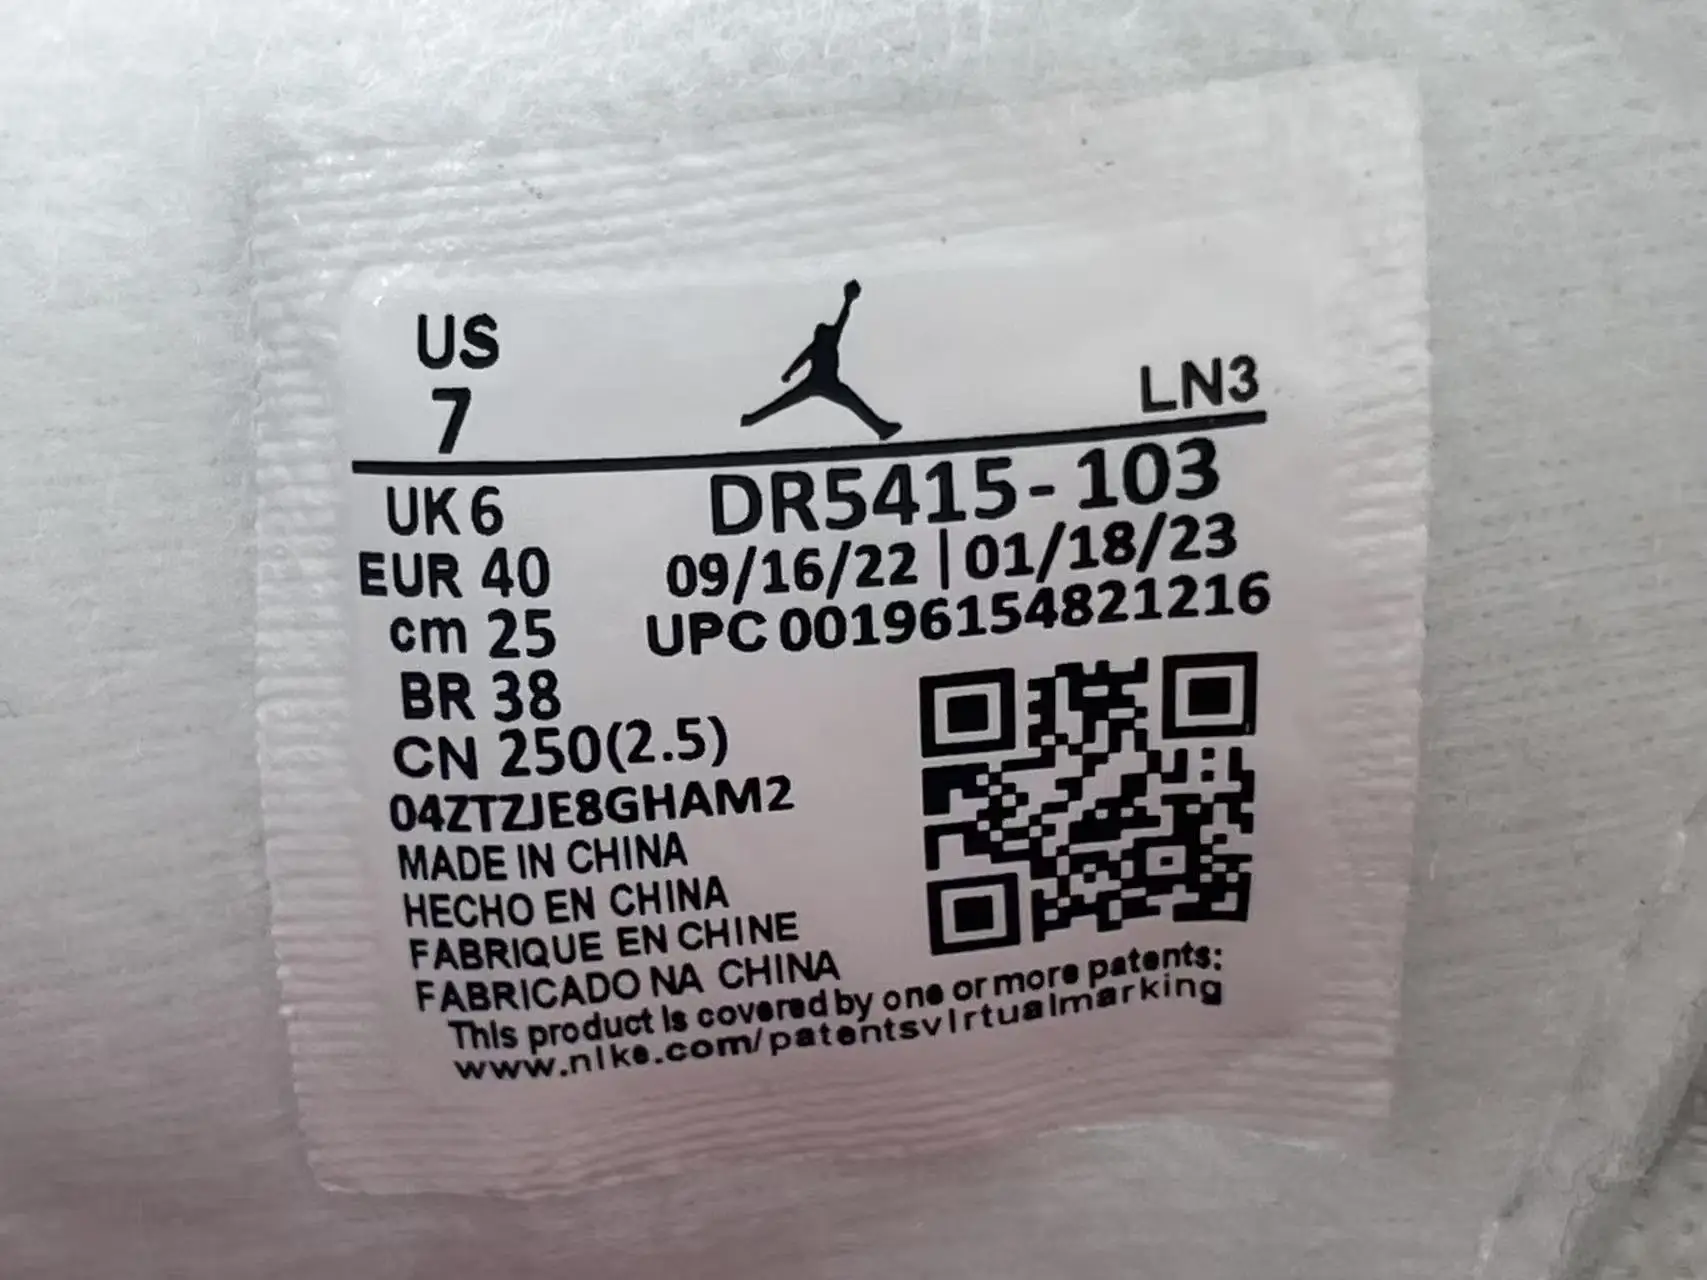 US
7
LN3
UK 6
DR5415-103
EUR 40
09/16/22 | 01/18/23
cm 25
UPC 00196154821216
BR 38
CN 250(2.5)
04ZTZJE8GHAM2
MADE IN CHINA
HECHO EN CHINA
FABRIQUE EN CHINE
FABRICADO NA CHINA
This product is covered by one or more patents:
www.nike.com/patentsvirtualmarking